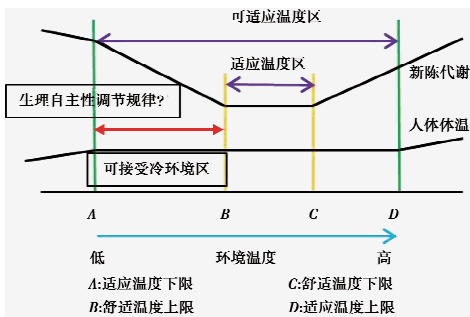 可适应温度区
适应温度区
新陈代谢
生理自主性调节规律?
人体体温
可接受冷环境区
A B C D
低 环境温度 高
A:适应温度下限 C:舒适温度下限
B:舒适温度上限 D:适应温度上限